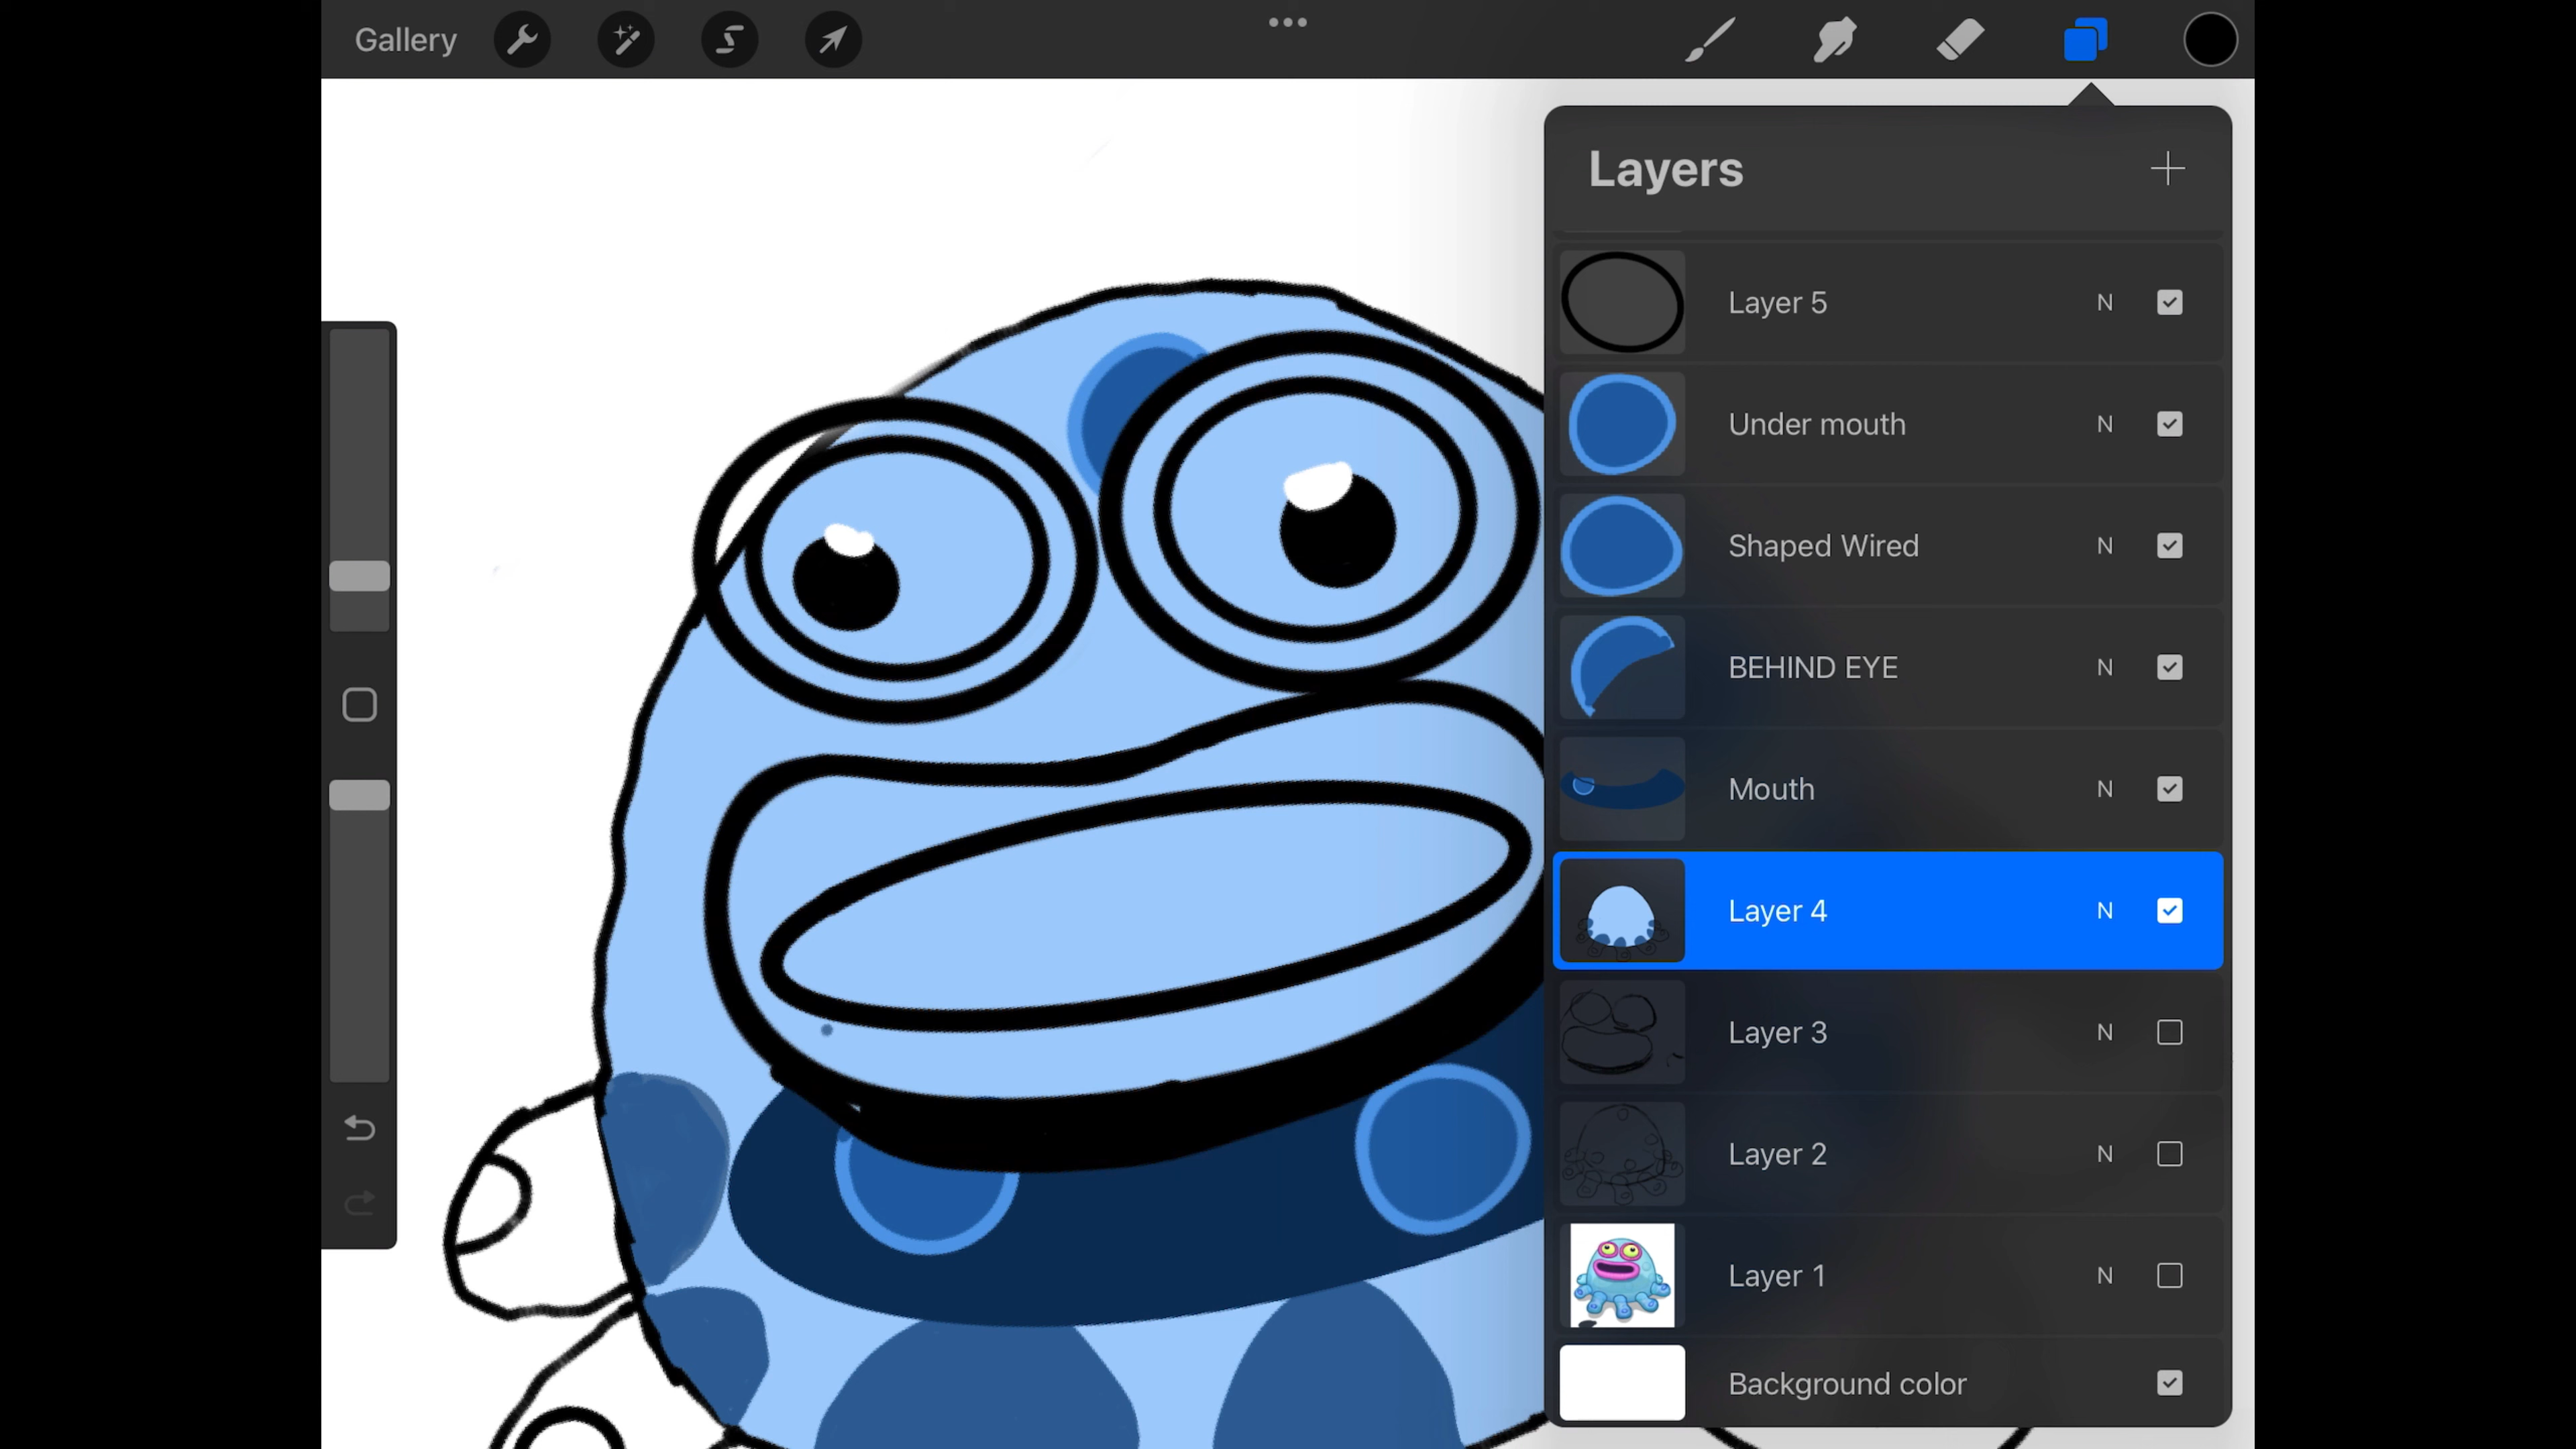 Gallery
Layers
Layer 5 N
Under mouth N
Shaped Wired N
BEHIND EYE N
Mouth N
Layer 4 N
Layer 3 N
Layer 2 N
Layer 1 N
Background color